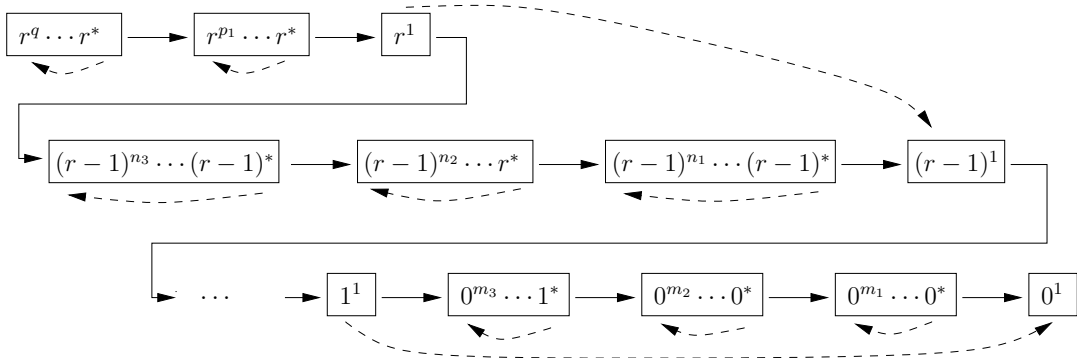 r^q ⋯ r^* r^{p_1} ⋯ r^* r^1
(r − 1)^{n_3} ⋯ (r − 1)^* (r − 1)^{n_2} ⋯ r^* (r − 1)^{n_1} ⋯ (r − 1)^* (r − 1)^1
⋯ 1^1 0^{m_3} ⋯ 1^* 0^{m_2} ⋯ 0^* 0^{m_1} ⋯ 0^* 0^1